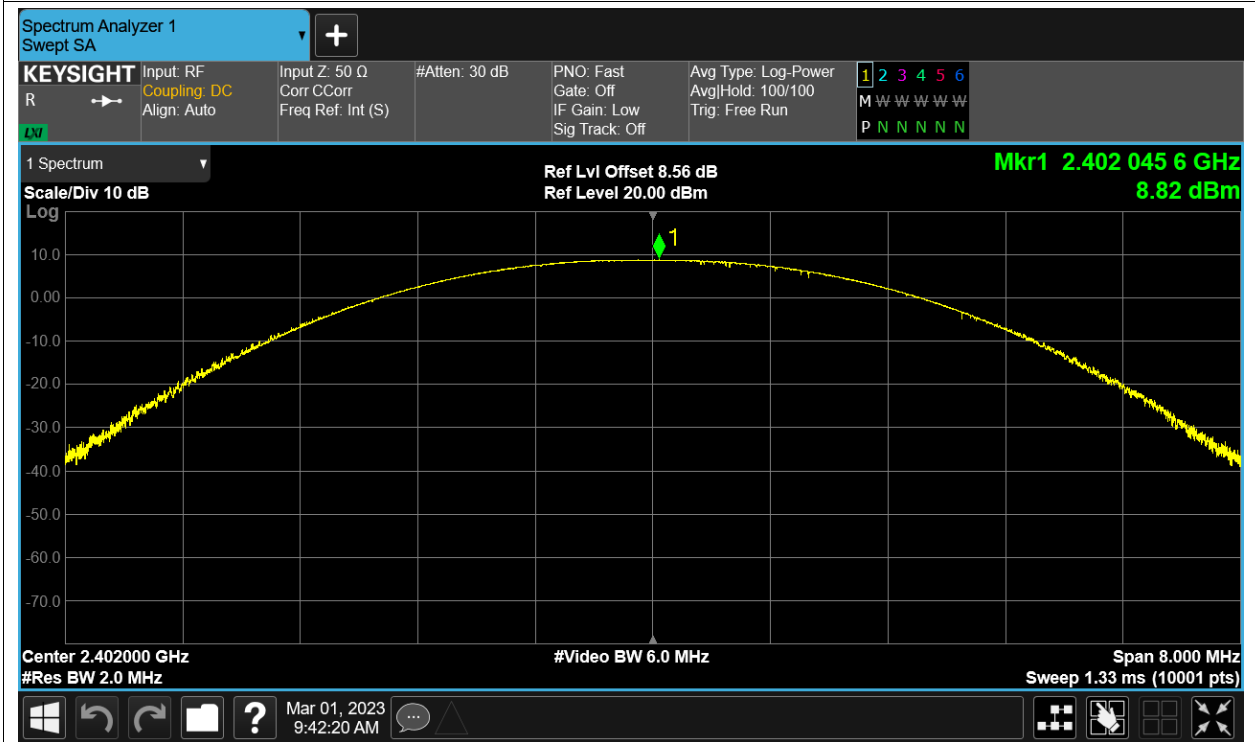 Spectrum Analyzer 1
Swept SA
+
KEYSIGHT
R
LXI
Input: RF
Coupling: DC
Align: Auto
Input Z: 50 Ω
Corr CCorr
Freq Ref: Int (S)
#Atten: 30 dB
PNO: Fast
Gate: Off
IF Gain: Low
Sig Track: Off
Avg Type: Log-Power
Avg|Hold: 100/100
Trig: Free Run
1 2 3 4 5 6
M W W W W W
P N N N N N
1 Spectrum
Scale/Div 10 dB
Log
Ref Lvl Offset 8.56 dB
Ref Level 20.00 dBm
Mkr1 2.402 045 6 GHz
8.82 dBm
1
10.0
0.00
-10.0
-20.0
-30.0
-40.0
-50.0
-60.0
-70.0
Center 2.402000 GHz
#Res BW 2.0 MHz
#Video BW 6.0 MHz
Span 8.000 MHz
Sweep 1.33 ms (10001 pts)
?
Mar 01, 2023
9:42:20 AM